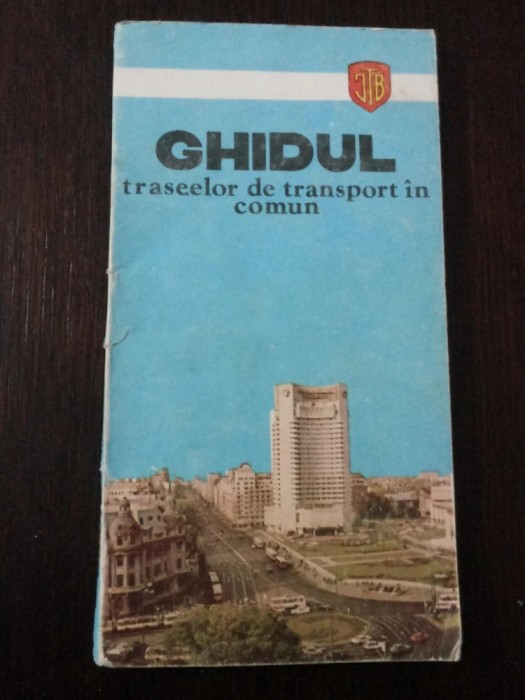 ITB
GHIDUL
traseelor de transport în
comun